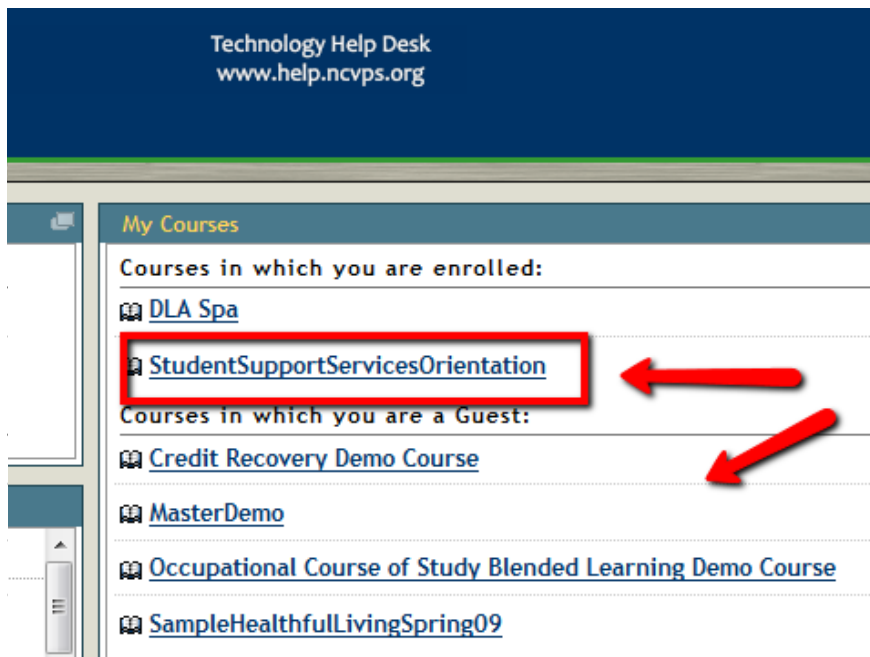 Technology Help Desk
www.help.ncvps.org
My Courses
Courses in which you are enrolled:
DLA Spa
StudentSupportServicesOrientation
Courses in which you are a Guest:
Credit Recovery Demo Course
MasterDemo
Occupational Course of Study Blended Learning Demo Course
SampleHealthfulLivingSpring09